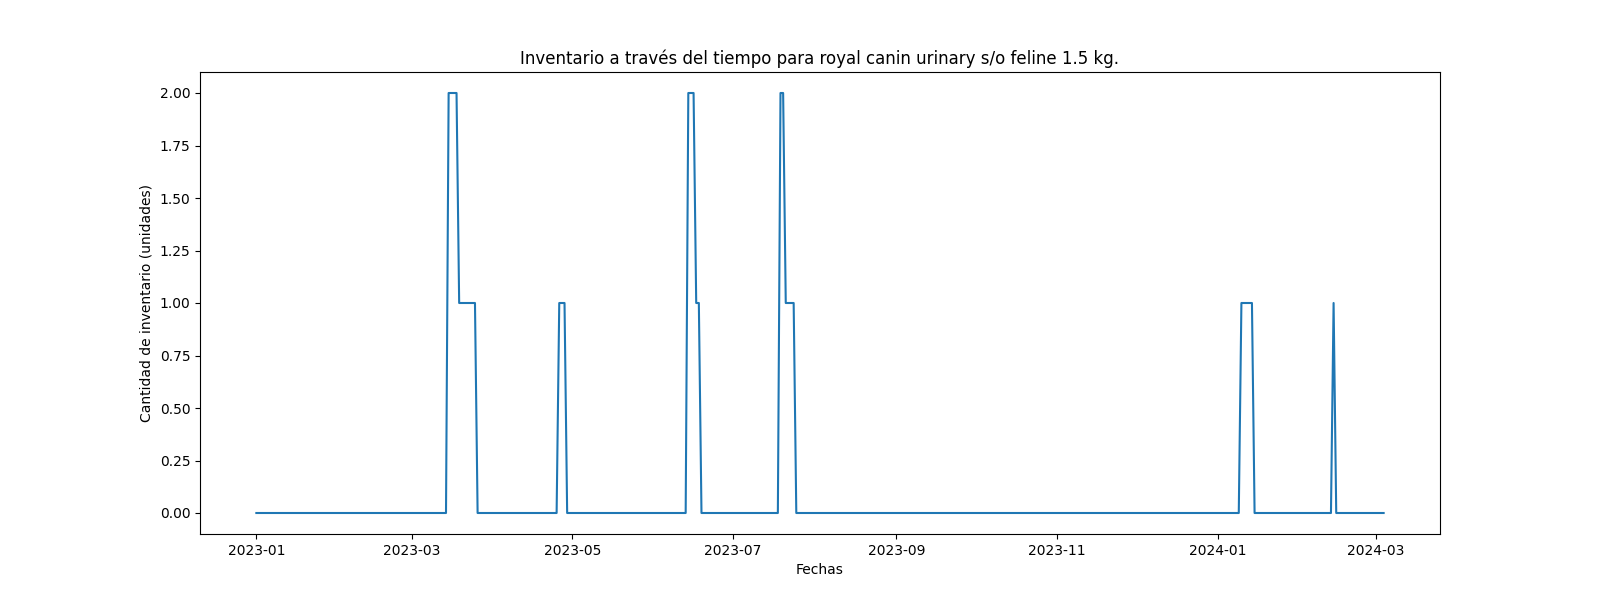 Inventario a través del tiempo para royal canin urinary s/o feline 1.5 kg.
Cantidad de inventario (unidades)
2.00
1.75
1.50
1.25
1.00
0.75
0.50
0.25
0.00
2023-01 2023-03 2023-05 2023-07 2023-09 2023-11 2024-01 2024-03
Fechas